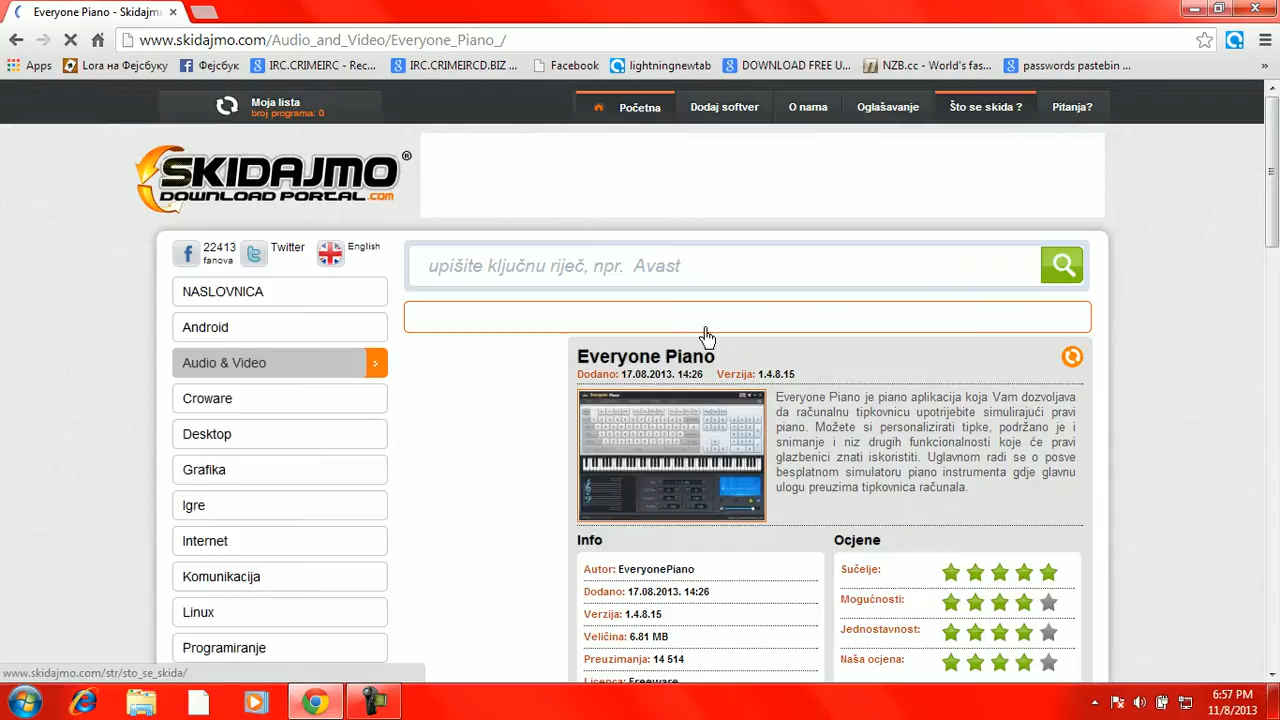 Everyone Piano - Skidajm
www.skidajmo.com/Audio_and_Video/Everyone_Piano_/
Apps Lora на Фејсбуку Фејсбук IRC.CRIMEIRC - Rec... IRC.CRIMEIRCD.BIZ ... Facebook lightningnewtab DOWNLOAD FREE U... NZB.cc - World's fas... passwords pastebin ... »
Moja lista
broj programa: 0
Početna Dodaj softver O nama Oglašavanje Što se skida ? Pitanja?
SKIDAJMO ®
DOWNLOAD PORTAL.com
22413 fanova Twitter English
upišite ključnu riječ, npr. Avast
NASLOVNICA
Android
Audio & Video
Croware
Desktop
Grafika
Igre
Internet
Komunikacija
Linux
Programiranje
Everyone Piano
Dodano: 17.08.2013. 14:26 Verzija: 1.4.8.15
Everyone Piano je piano aplikacija koja Vam dozvoljava
da računalnu tipkovnicu upotrijebite simulirajući pravi
piano. Možete si personalizirati tipke, podržano je i
snimanje i niz drugih funkcionalnosti koje će pravi
glazbenici znati iskoristiti. Uglavnom radi se o posve
besplatnom simulatoru piano instrumenta gdje glavnu
ulogu preuzima tipkovnica računala.
Info
Autor: EveryonePiano
Dodano: 17.08.2013. 14:26
Verzija: 1.4.8.15
Veličina: 6.81 MB
Preuzimanja: 14 514
Licenca: Freeware
Ocjene
Sučelje:
Mogućnosti:
Jednostavnost:
Naša ocjena:
www.skidajmo.com/str/sto_se_skida/
6:57 PM
11/8/2013